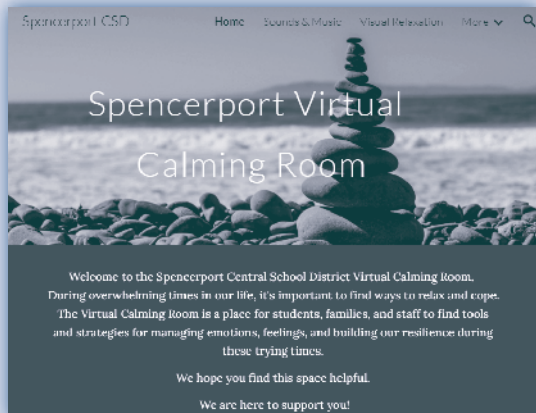 Spencerport CSD
Home Sounds & Music Visual Relaxation More
Spencerport Virtual
Calming Room
Welcome to the Spencerport Central School District Virtual Calming Room.
During overwhelming times in our life, it's important to find ways to relax and cope.
The Virtual Calming Room is a place for students, families, and staff to find tools
and strategies for managing emotions, feelings, and building our resilience during
these trying times.
We hope you find this space helpful.
We are here to support you!